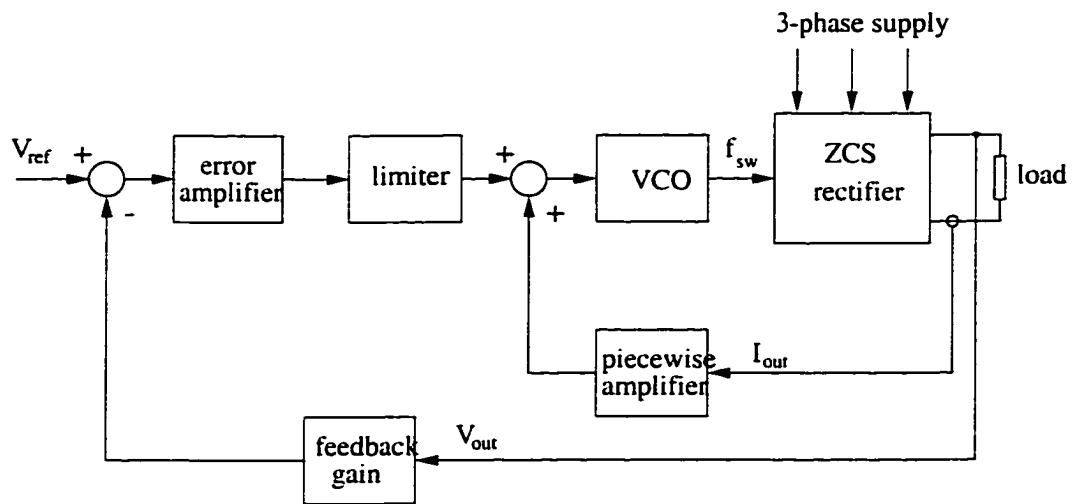 3-phase supply
V_ref
+
-
error
amplifier
limiter
+
+
VCO
f_sw
ZCS
rectifier
load
piecewise
amplifier
I_out
feedback
gain
V_out